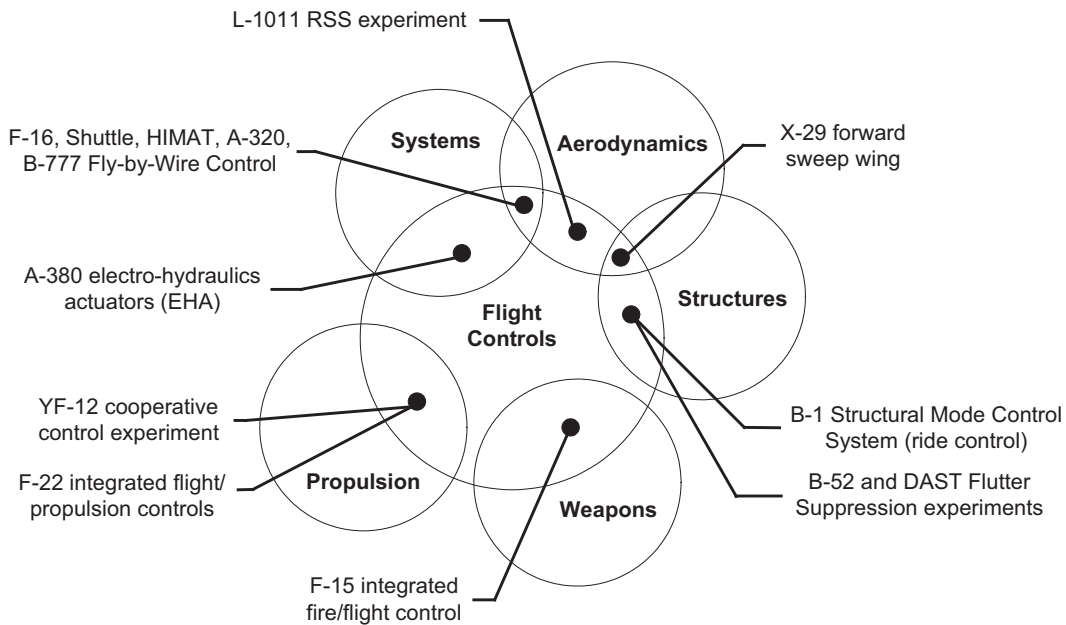 L-1011 RSS experiment
F-16, Shuttle, HIMAT, A-320,
B-777 Fly-by-Wire Control
Systems
Aerodynamics
X-29 forward
sweep wing
A-380 electro-hydraulics
actuators (EHA)
Flight
Controls
Structures
YF-12 cooperative
control experiment
B-1 Structural Mode Control
System (ride control)
F-22 integrated flight/
propulsion controls
Propulsion
Weapons
B-52 and DAST Flutter
Suppression experiments
F-15 integrated
fire/flight control